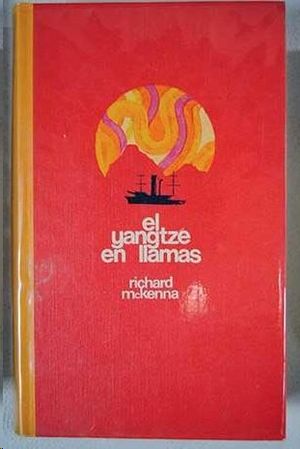 el
yangtze
en llamas
richard
mckenna